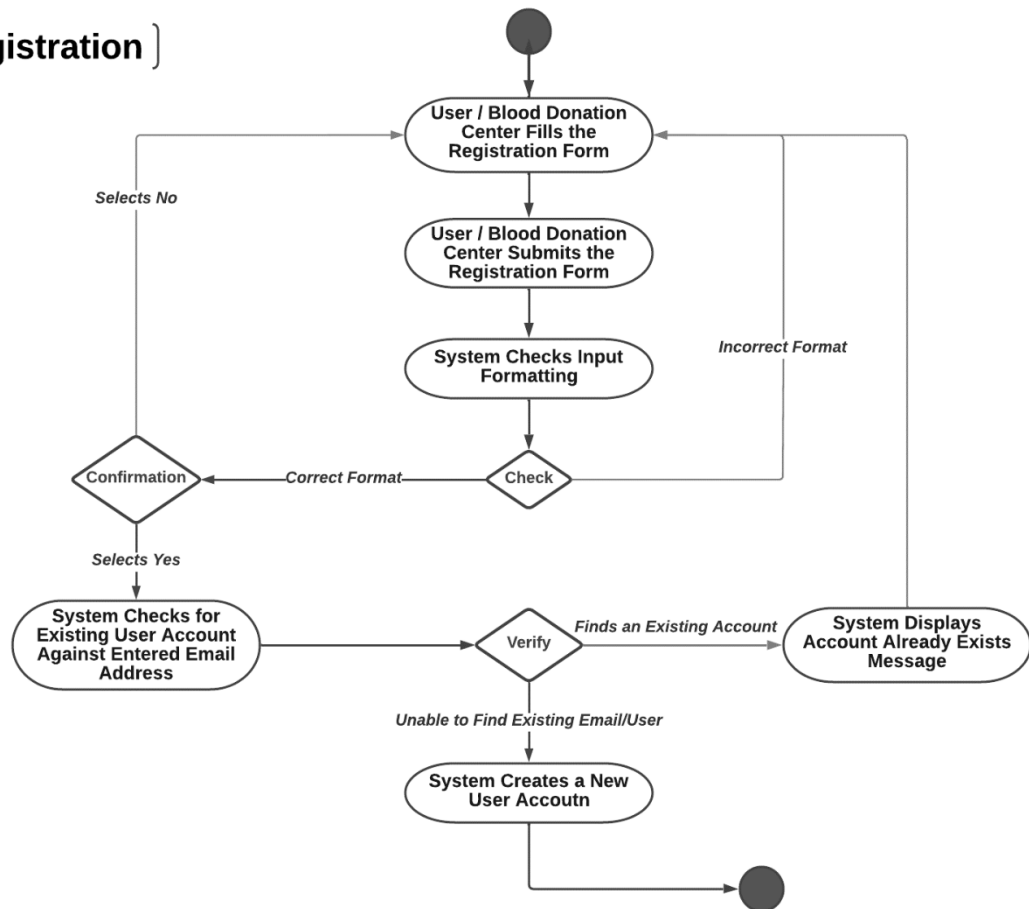 gistration
User / Blood Donation
Center Fills the
Registration Form
Selects No
User / Blood Donation
Center Submits the
Registration Form
System Checks Input
Formatting
Incorrect Format
Confirmation
Correct Format
Check
Selects Yes
System Checks for
Existing User Account
Against Entered Email
Address
Verify
Finds an Existing Account
System Displays
Account Already Exists
Message
Unable to Find Existing Email/User
System Creates a New
User Accoutn